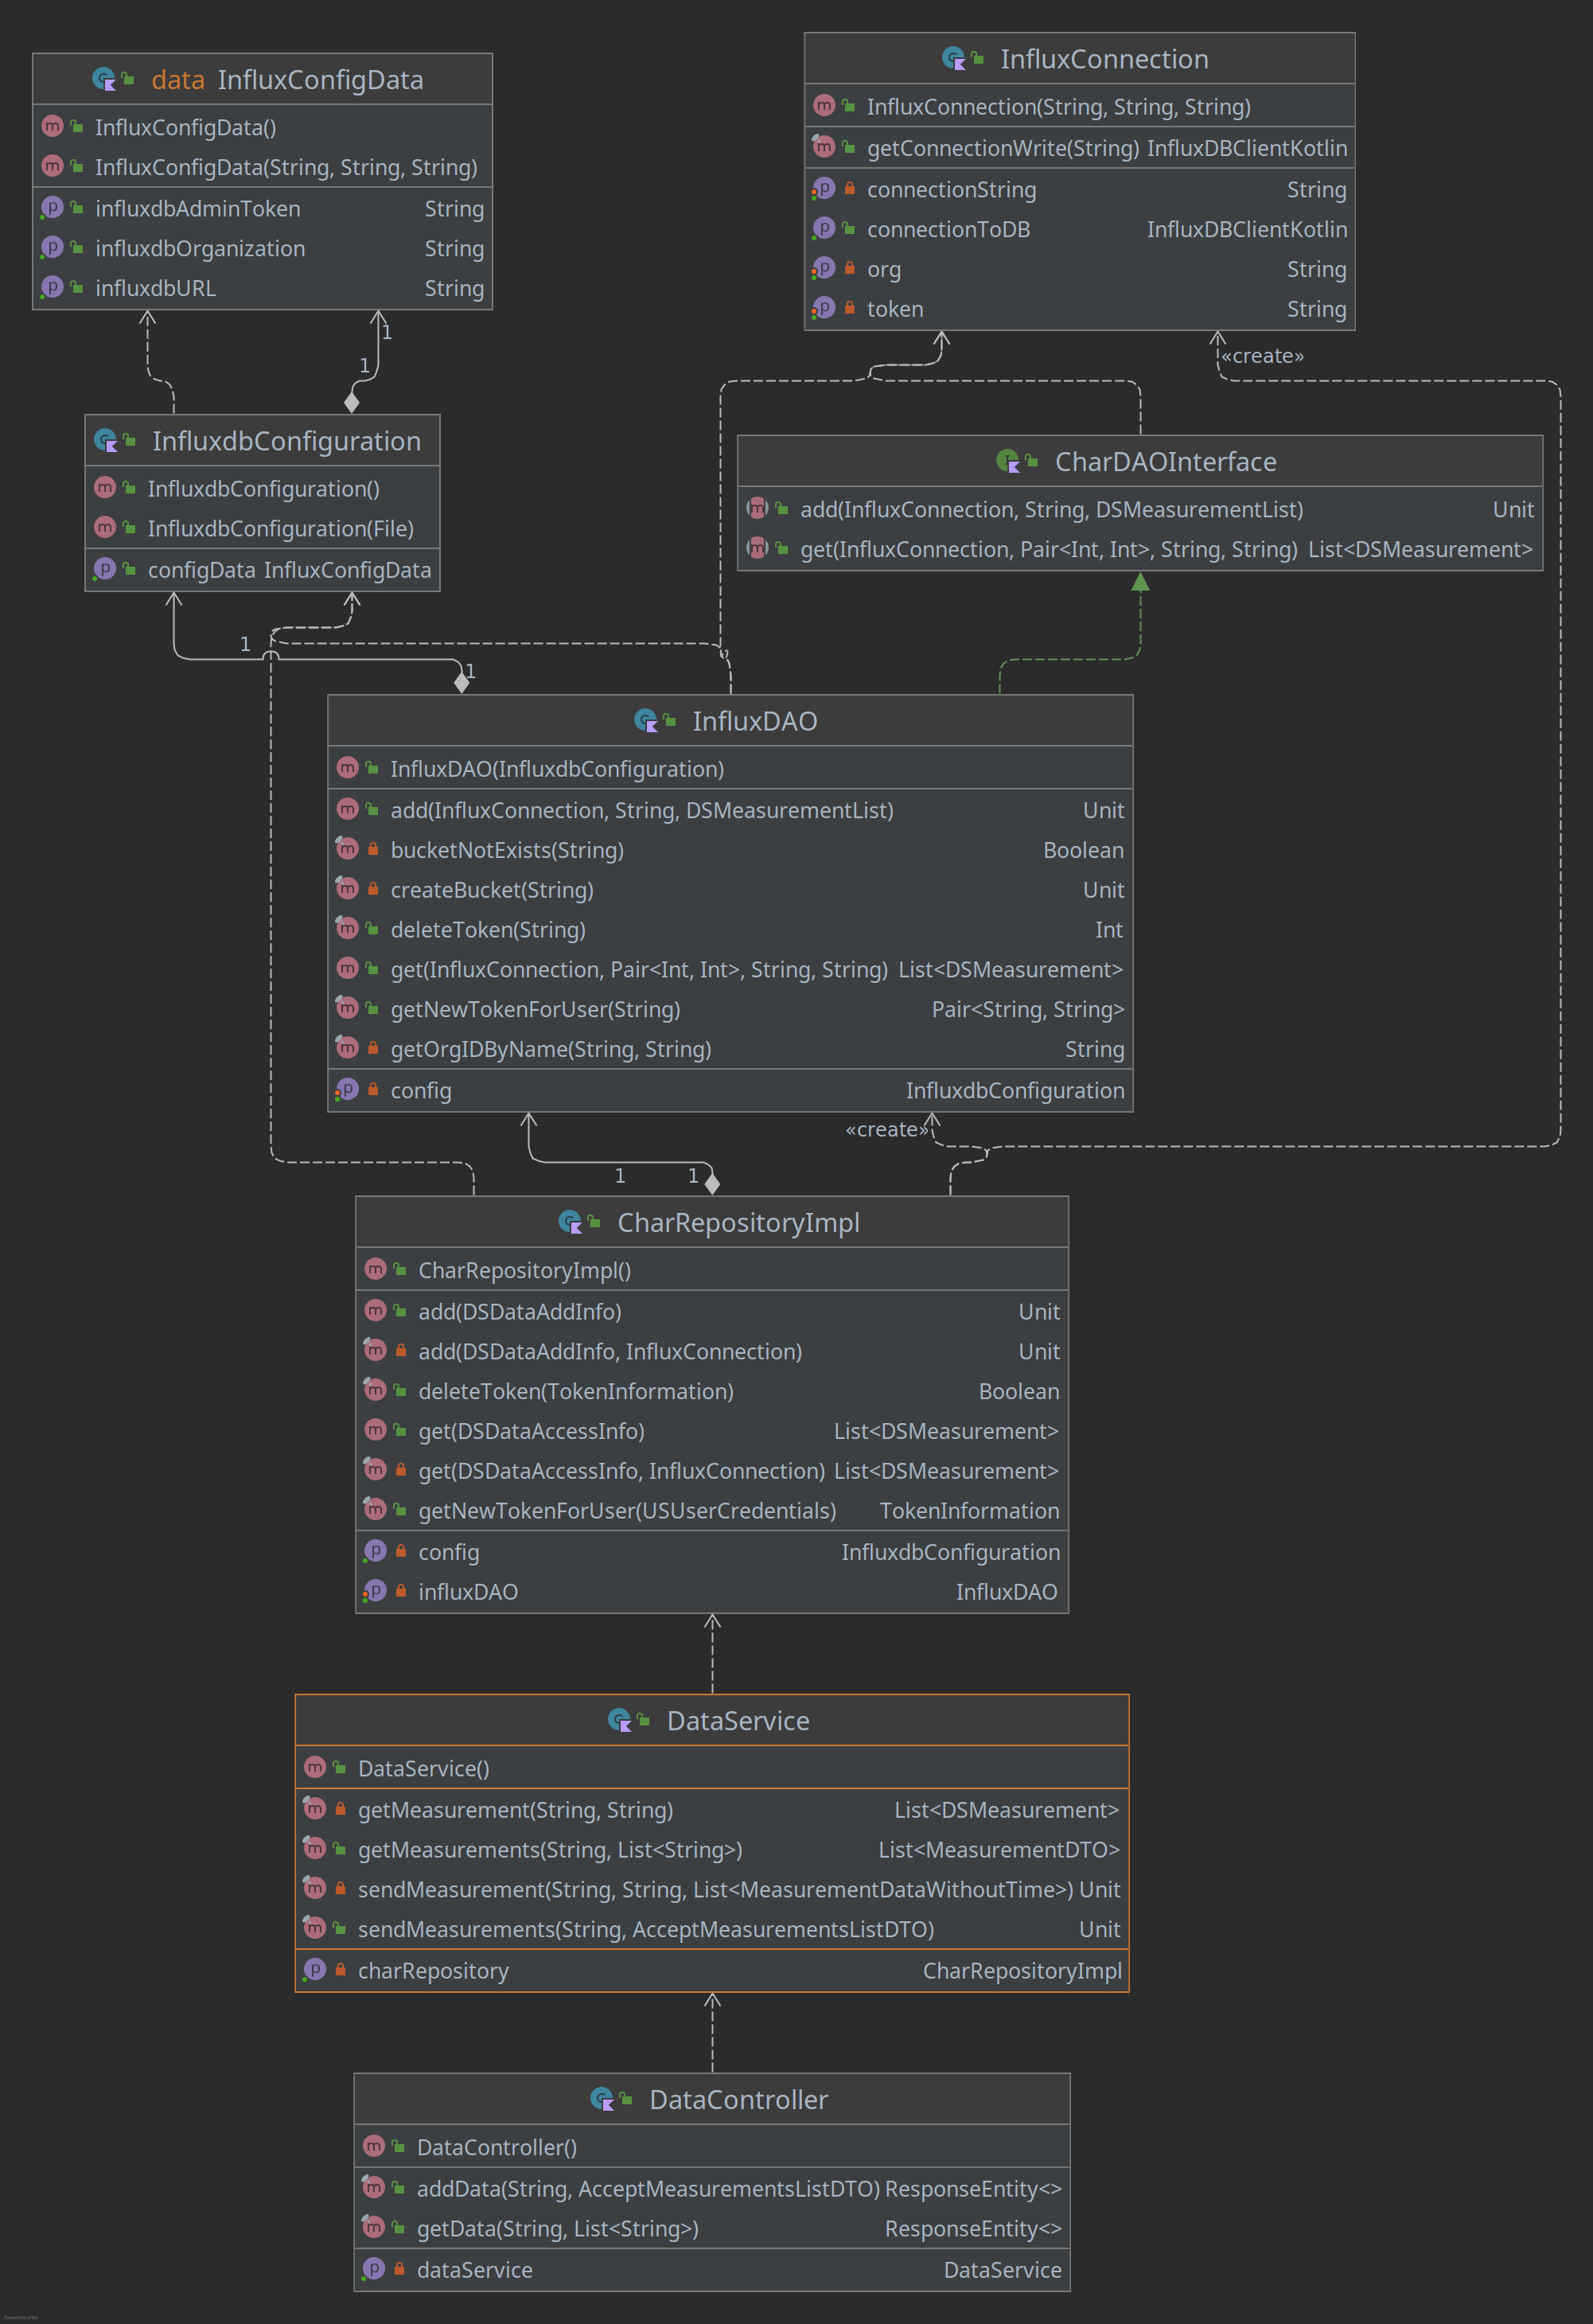 data InfluxConfigData
InfluxConfigData()
InfluxConfigData(String, String, String)
influxdbAdminToken String
influxdbOrganization String
influxdbURL String
InfluxConnection
InfluxConnection(String, String, String)
getConnectionWrite(String) InfluxDBClientKotlin
connectionString String
connectionToDB InfluxDBClientKotlin
org String
token String
1
1
«create»
InfluxdbConfiguration
InfluxdbConfiguration()
InfluxdbConfiguration(File)
configData InfluxConfigData
CharDAOInterface
add(InfluxConnection, String, DSMeasurementList) Unit
get(InfluxConnection, Pair<Int, Int>, String, String) List<DSMeasurement>
1
1
InfluxDAO
InfluxDAO(InfluxdbConfiguration)
add(InfluxConnection, String, DSMeasurementList) Unit
bucketNotExists(String) Boolean
createBucket(String) Unit
deleteToken(String) Int
get(InfluxConnection, Pair<Int, Int>, String, String) List<DSMeasurement>
getNewTokenForUser(String) Pair<String, String>
getOrgIDByName(String, String) String
config InfluxdbConfiguration
«create»
1 1
CharRepositoryImpl
CharRepositoryImpl()
add(DSDataAddInfo) Unit
add(DSDataAddInfo, InfluxConnection) Unit
deleteToken(TokenInformation) Boolean
get(DSDataAccessInfo) List<DSMeasurement>
get(DSDataAccessInfo, InfluxConnection) List<DSMeasurement>
getNewTokenForUser(USUserCredentials) TokenInformation
config InfluxdbConfiguration
influxDAO InfluxDAO
DataService
DataService()
getMeasurement(String, String) List<DSMeasurement>
getMeasurements(String, List<String>) List<MeasurementDTO>
sendMeasurement(String, String, List<MeasurementDataWithoutTime>) Unit
sendMeasurements(String, AcceptMeasurementsListDTO) Unit
charRepository CharRepositoryImpl
DataController
DataController()
addData(String, AcceptMeasurementsListDTO) ResponseEntity<>
getData(String, List<String>) ResponseEntity<>
dataService DataService